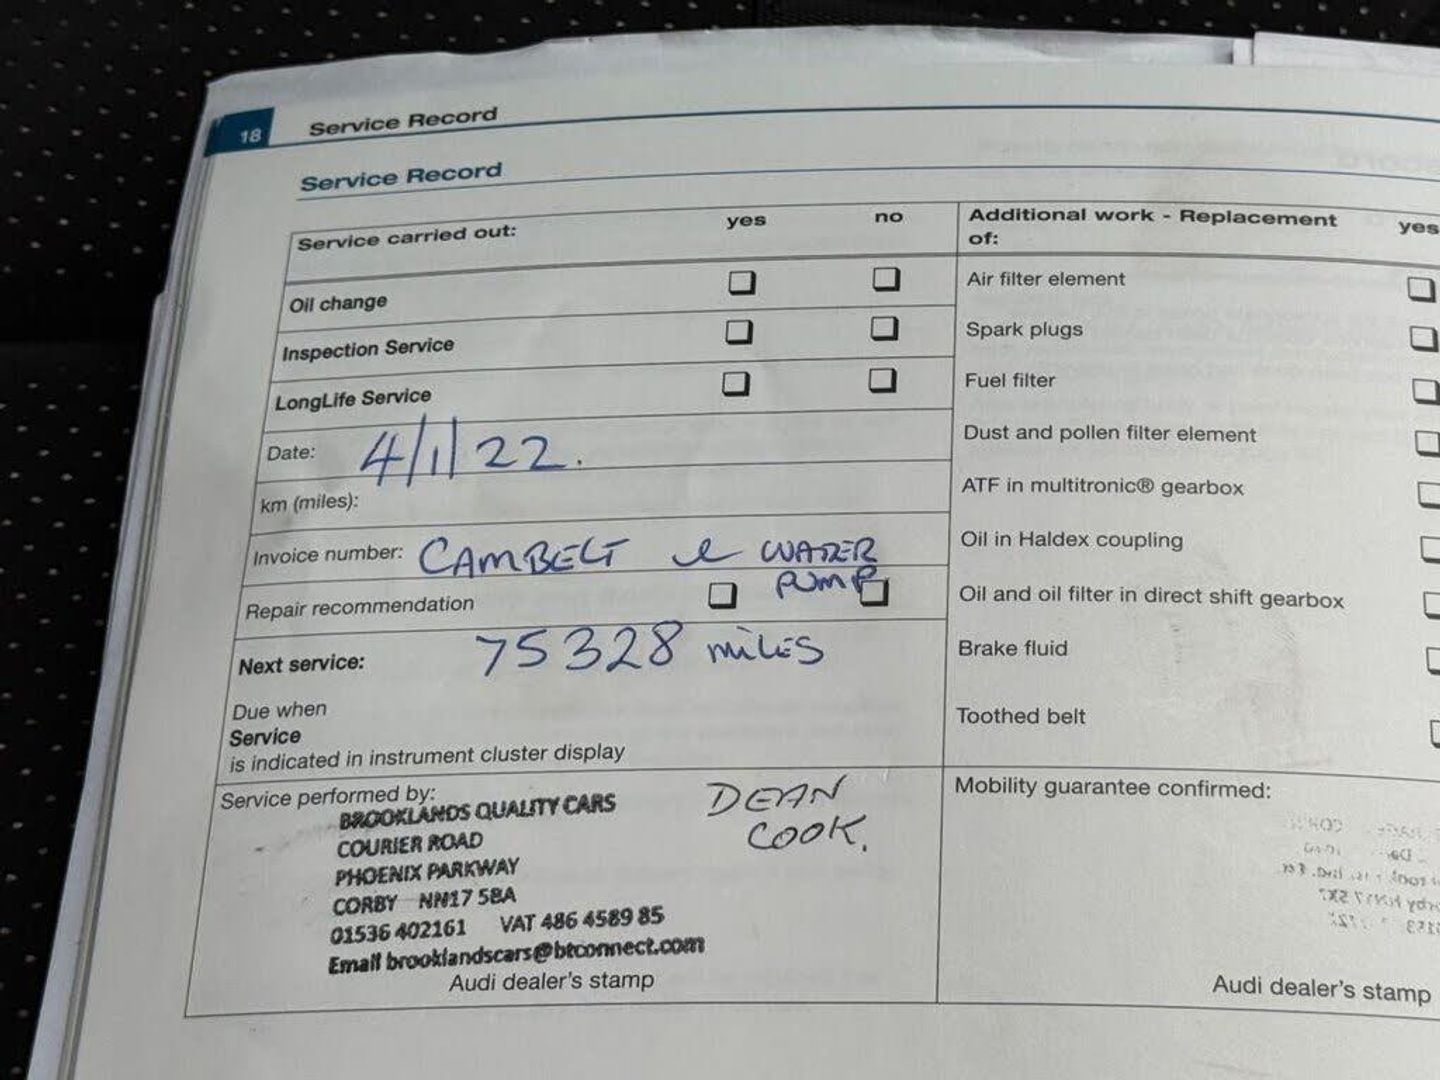 18 Service Record
Service Record
Service carried out: yes no
Oil change
Inspection Service
LongLife Service
Date: 4/1/22.
km (miles):
Invoice number: CAMBELT & WATER
PUMP
Repair recommendation
Next service: 75328 MILES
Due when
Service
is indicated in instrument cluster display
Service performed by:
BROOKLANDS QUALITY CARS
COURIER ROAD
PHOENIX PARKWAY
CORBY NN17 5BA
01536 402161 VAT 486 4589 85
Email brooklandscars@btconnect.com
DEAN
COOK.
Audi dealer's stamp
Additional work - Replacement yes
of:
Air filter element
Spark plugs
Fuel filter
Dust and pollen filter element
ATF in multitronic® gearbox
Oil in Haldex coupling
Oil and oil filter in direct shift gearbox
Brake fluid
Toothed belt
Mobility guarantee confirmed:
Audi dealer's stamp